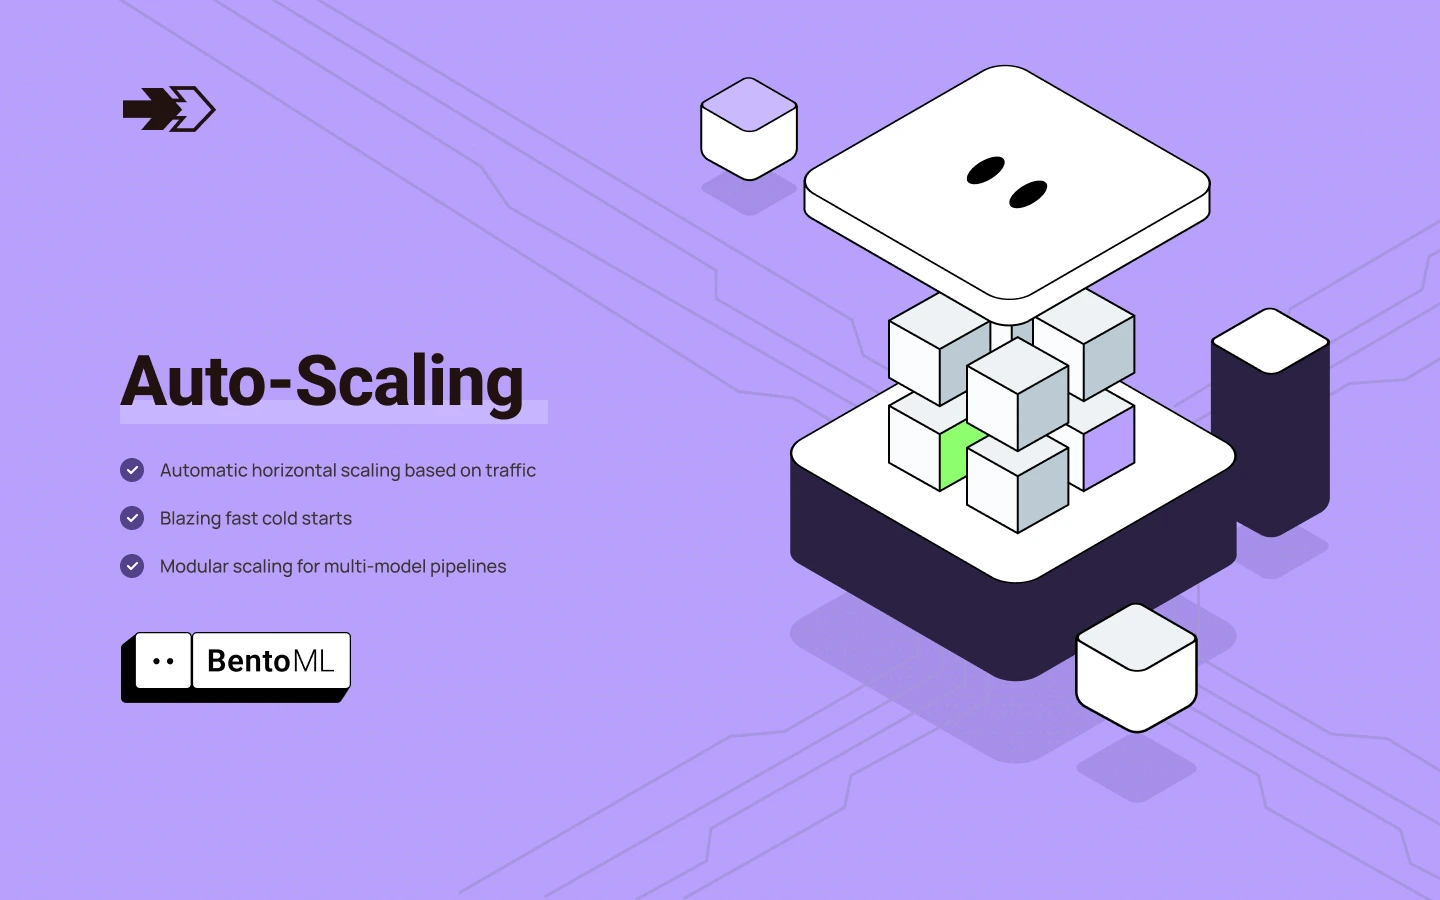 Auto-Scaling
Automatic horizontal scaling based on traffic
Blazing fast cold starts
Modular scaling for multi-model pipelines
BentoML